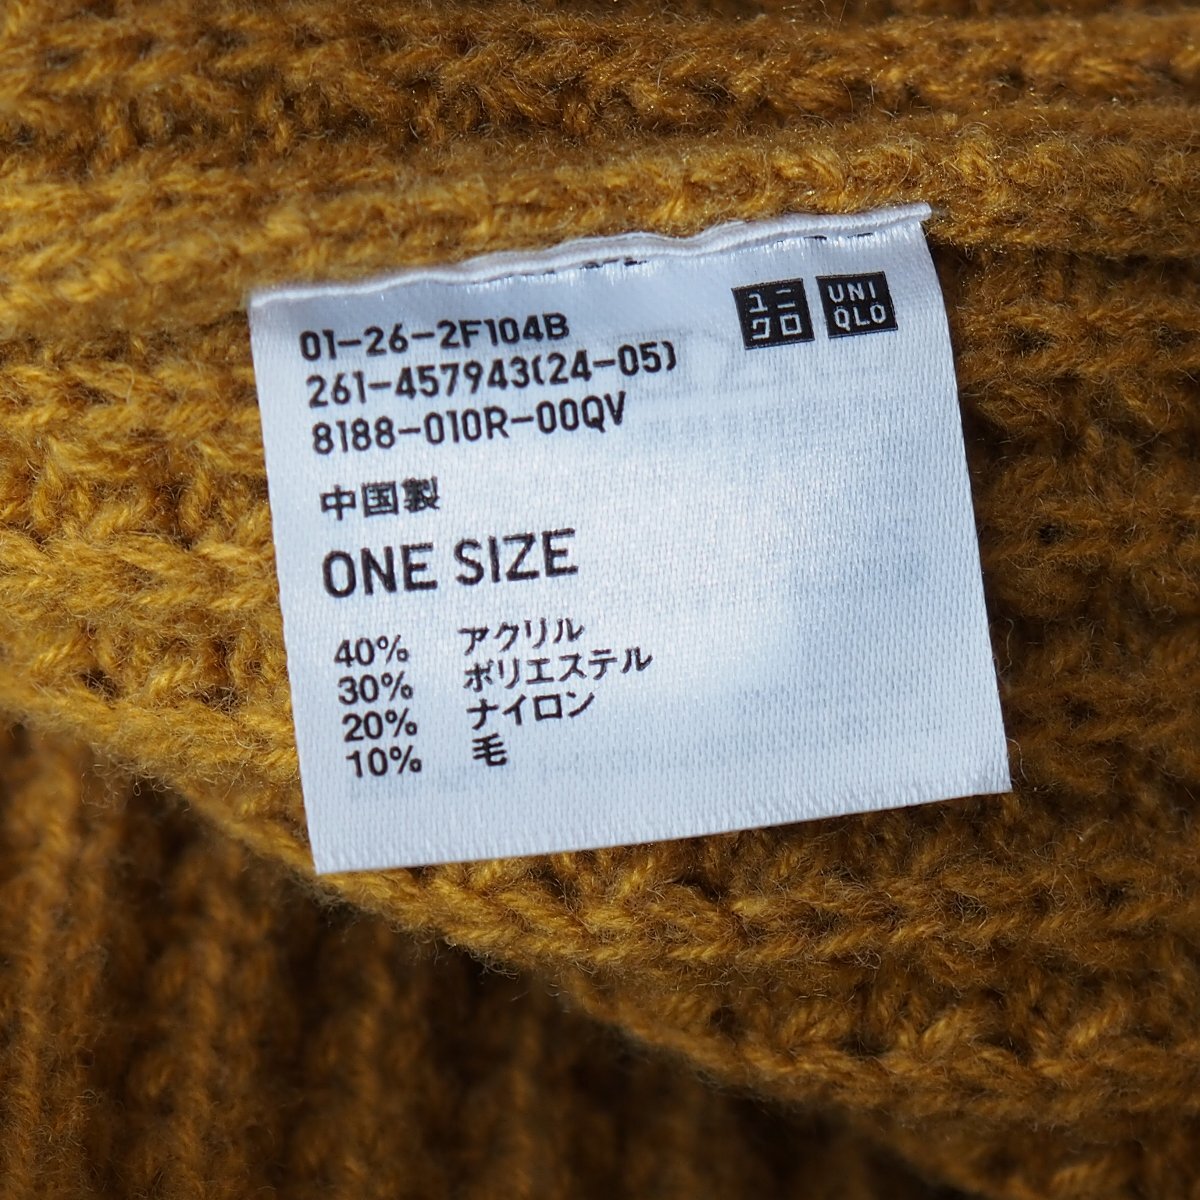 ユニ
クロ
UNI
QLO
01-26-2F104B
261-457943(24-05)
8188-010R-00QV
中国製
ONE SIZE
40% アクリル
30% ポリエステル
20% ナイロン
10% 毛